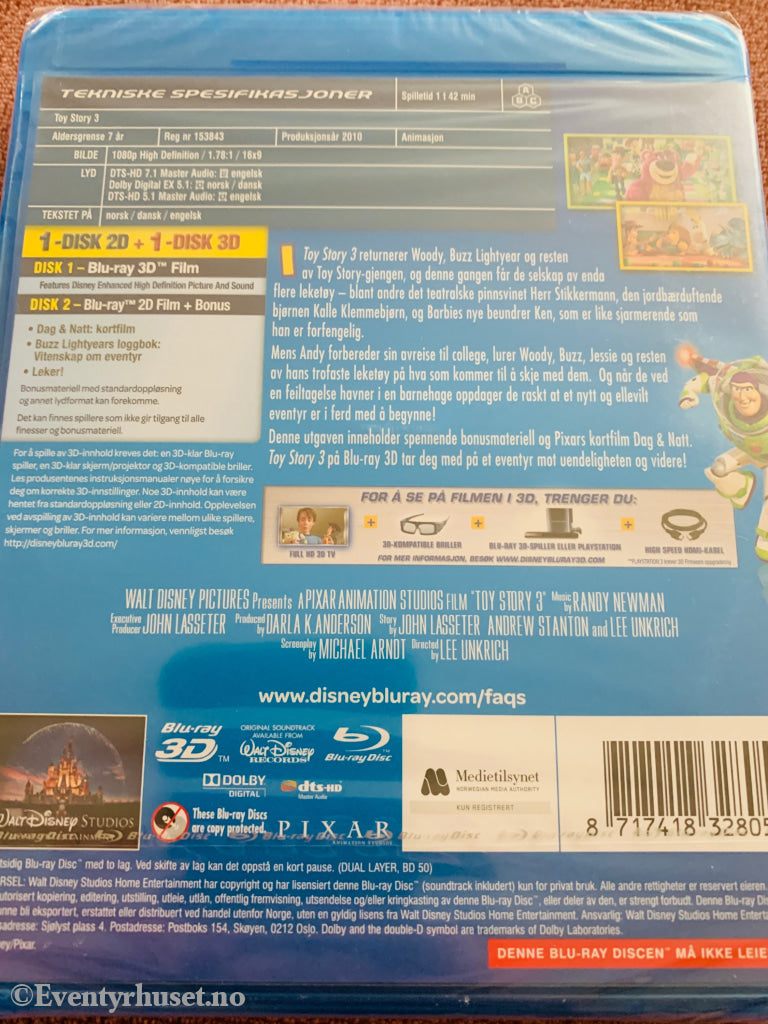 TEKNISKE SPESIFIKASJONER
Spilletid 1 t 42 min
A B C
Toy Story 3
Aldersgrense 7 år
Reg nr 153843
Produksjonsår 2010
Animasjon
BILDE 1080p High Definition / 1.78:1 / 16x9
LYD DTS-HD 7.1 Master Audio: engelsk
Dolby Digital EX 5.1: norsk / dansk
DTS-HD 5.1 Master Audio: engelsk
TEKSTET PÅ norsk / dansk / engelsk
1-DISK 2D + 1-DISK 3D
DISK 1 – Blu-ray 3D™ Film
Features Disney Enhanced High Definition Picture And Sound
DISK 2 – Blu-ray™ 2D Film + Bonus
• Dag & Natt: kortfilm
• Buzz Lightyears loggbok:
Vitenskap om eventyr
• Leker!
Bonusmateriell med standardoppløsning
og annet lydformat kan forekomme.
Det kan finnes spillere som ikke gir tilgang til alle
finesser og bonusmateriell.
For å spille av 3D-innhold kreves det: en 3D-klar Blu-ray
spiller, en 3D-klar skjerm/projektor og 3D-kompatible briller.
Les produsentenes instruksjonsmanualer nøye for å forsikre
deg om korrekte 3D-innstillinger. Noe 3D-innhold kan være
hentet fra standardoppløsning eller 2D-innhold. Opplevelsen
ved avspilling av 3D-innhold kan variere mellom ulike spillere,
skjermer og briller. For mer informasjon, vennligst besøk
http://disneybluray3d.com/
I Toy Story 3 returnerer Woody, Buzz Lightyear og resten
av Toy Story-gjengen, og denne gangen får de selskap av enda
flere leketøy – blant andre det teatralske pinnsvinet Herr Stikkermann, den jordbærduftende
bjørnen Kalle Klemmebjørn, og Barbies nye beundrer Ken, som er like sjarmerende som
han er forfengelig.
Mens Andy forbereder sin avreise til college, lurer Woody, Buzz, Jessie og resten
av hans trofaste leketøy på hva som kommer til å skje med dem. Og når de ved
en feiltagelse havner i en barnehage oppdager de raskt at et nytt og ellevilt
eventyr er i ferd med å begynne!
Denne utgaven inneholder spennende bonusmateriell og Pixars kortfilm Dag & Natt.
Toy Story 3 på Blu-ray 3D tar deg med på et eventyr mot uendeligheten og videre!
FOR Å SE PÅ FILMEN I 3D, TRENGER DU:
+ + +
FULL HD 3D TV
3D-KOMPATIBLE BRILLER
BLU-RAY 3D-SPILLER ELLER PLAYSTATION
HIGH SPEED HDMI-KABEL
FOR MER INFORMASJON, BESØK WWW.DISNEYBLURAY3D.COM
WALT DISNEY PICTURES Presents A PIXAR ANIMATION STUDIOS FILM "TOY STORY 3" Music by RANDY NEWMAN
Executive Producer JOHN LASSETER Produced by DARLA K. ANDERSON Story by JOHN LASSETER ANDREW STANTON and LEE UNKRICH
Screenplay by MICHAEL ARNDT Directed by LEE UNKRICH
www.disneybluray.com/faqs
WALT DISNEY STUDIOS
Blu-ray 3D™
ORIGINAL SOUNDTRACK
AVAILABLE FROM
WALT DISNEY
RECORDS
Blu-ray Disc
DOLBY
DIGITAL
dts-HD
Master Audio
These Blu-ray Discs
are copy protected.
PIXAR
ANIMATION STUDIOS
Medietilsynet
NORWEGIAN MEDIA AUTHORITY
KUN REGISTRERT
8 717418 32805
tsidig Blu-ray Disc™ med to lag. Ved skifte av lag kan det oppstå en kort pause. (DUAL LAYER, BD 50)
ERSEL: Walt Disney Studios Home Entertainment har copyright og har lisensiert denne Blu-ray Disc™ (soundtrack inkludert) kun for privat bruk. Alle andre rettigheter er reservert eieren.
utorisert kopiering, editering, utstilling, utleie, utlån, offentlig fremvisning, utsendelse og/eller kringkasting av denne Blu-ray Disc™, eller deler av den, er strengt forbudt. Denne Blu-ray Dis
nne bli eksportert, erstattet eller distribuert ved handel utenfor Norge, uten en gyldig lisens fra Walt Disney Studios Home Entertainment. Ansvarlig: Walt Disney Studios Home Enterta
sadresse: Sjølyst plass 4. Postadresse: Postboks 154, Skøyen, 0212 Oslo. Dolby and the double-D symbol are trademarks of Dolby Laboratories.
ey/Pixar.
DENNE BLU-RAY DISCEN™ MÅ IKKE LEIE
©Eventyrhuset.no